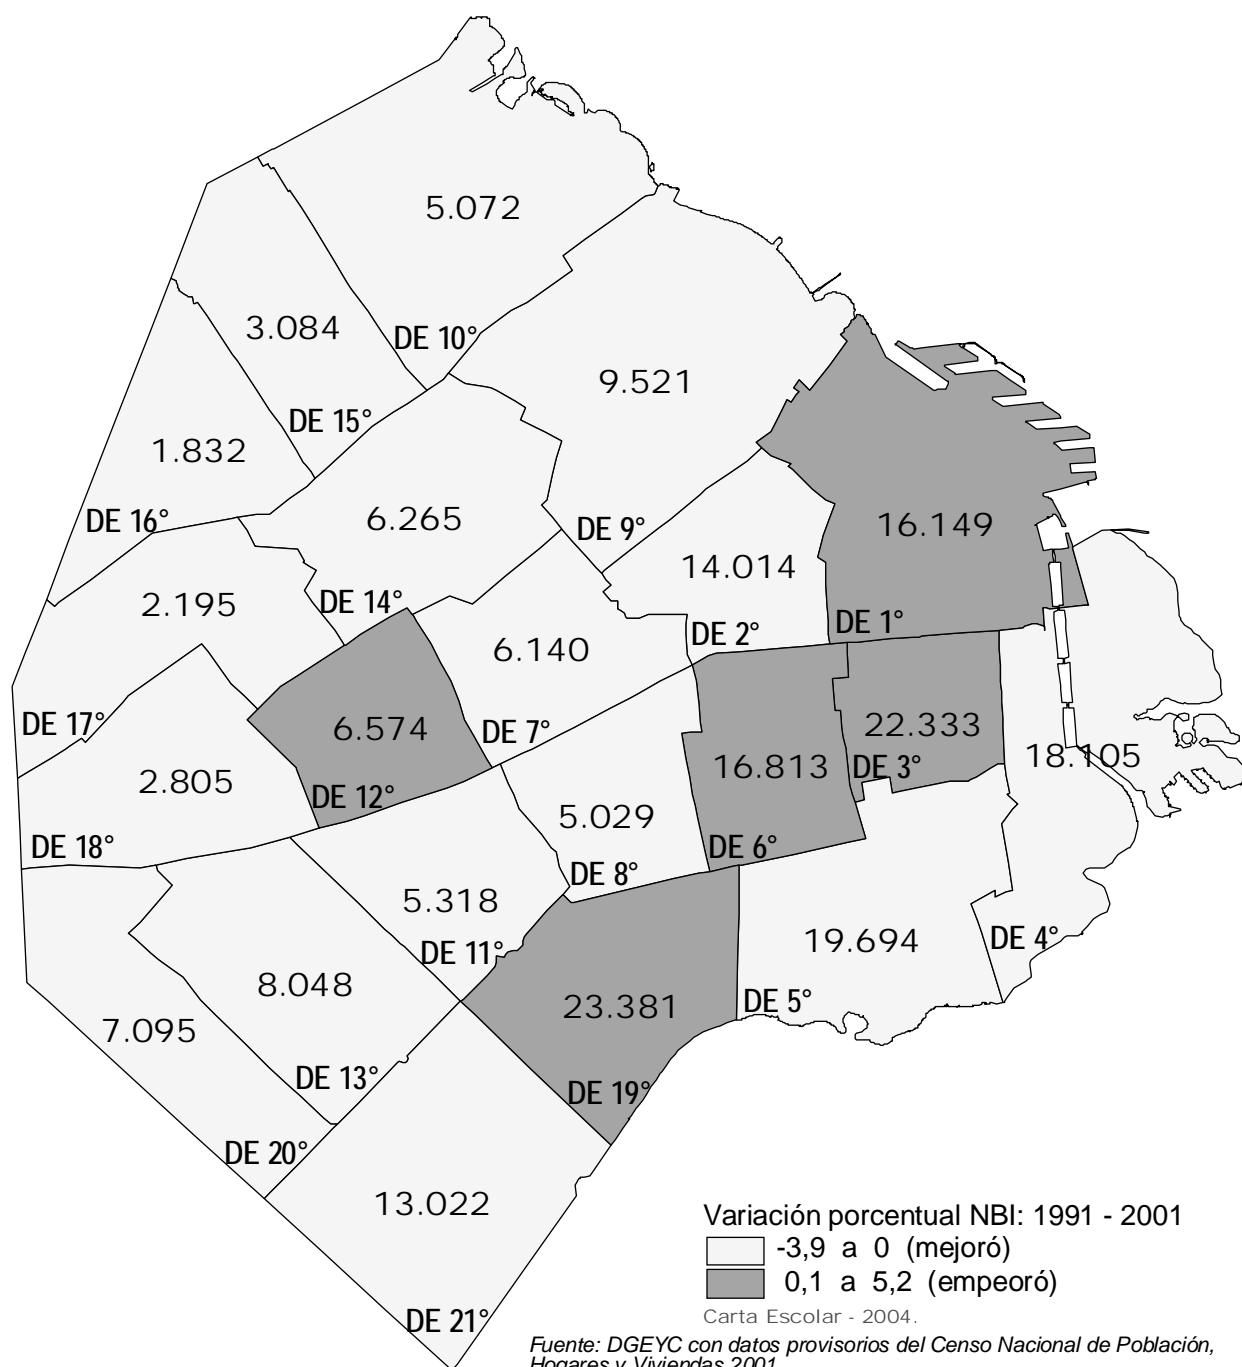 5.072
3.084
DE 10°
9.521
DE 15°
1.832
DE 16°
6.265
DE 9°
16.149
14.014
2.195
DE 14°
DE 2°
DE 1°
6.140
DE 17°
6.574
DE 7°
22.333
18.105
2.805
16.813
DE 3°
DE 12°
5.029
DE 18°
DE 6°
DE 8°
5.318
DE 11°
19.694
DE 4°
8.048
23.381
DE 5°
7.095
DE 13°
DE 19°
DE 20°
13.022
DE 21°
Variación porcentual NBI: 1991 - 2001
-3,9 a 0 (mejoró)
0,1 a 5,2 (empeoró)
Carta Escolar - 2004.
Fuente: DGEYC con datos provisorios del Censo Nacional de Población,
Hogares y Viviendas 2001